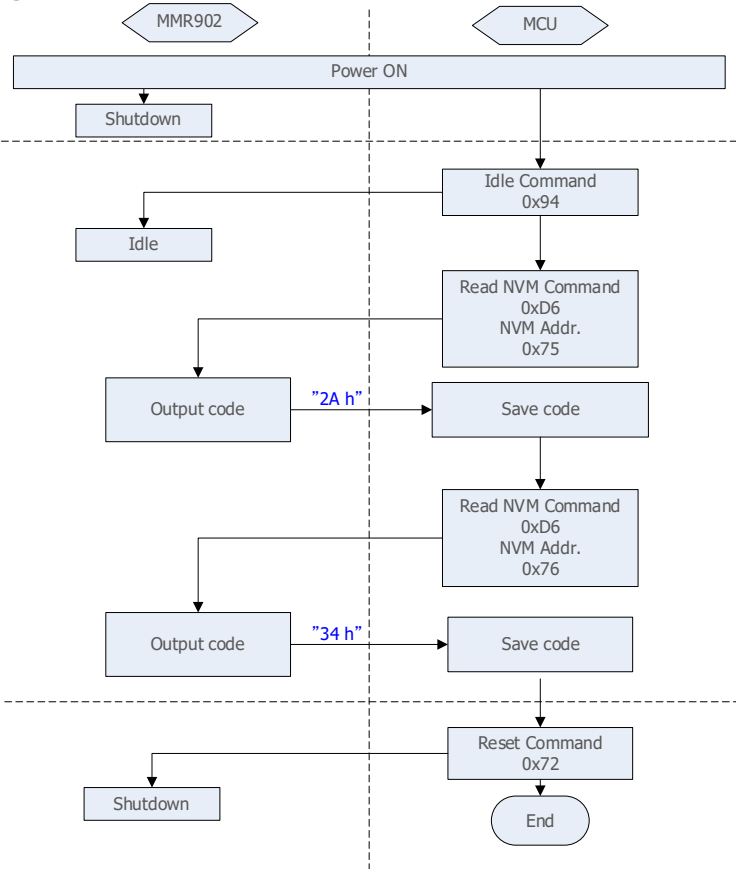 MMR902
MCU
Power ON
Shutdown
Idle Command
0x94
Idle
Read NVM Command
0xD6
NVM Addr.
0x75
Output code
”2A h”
Save code
Read NVM Command
0xD6
NVM Addr.
0x76
Output code
”34 h”
Save code
Reset Command
0x72
Shutdown
End